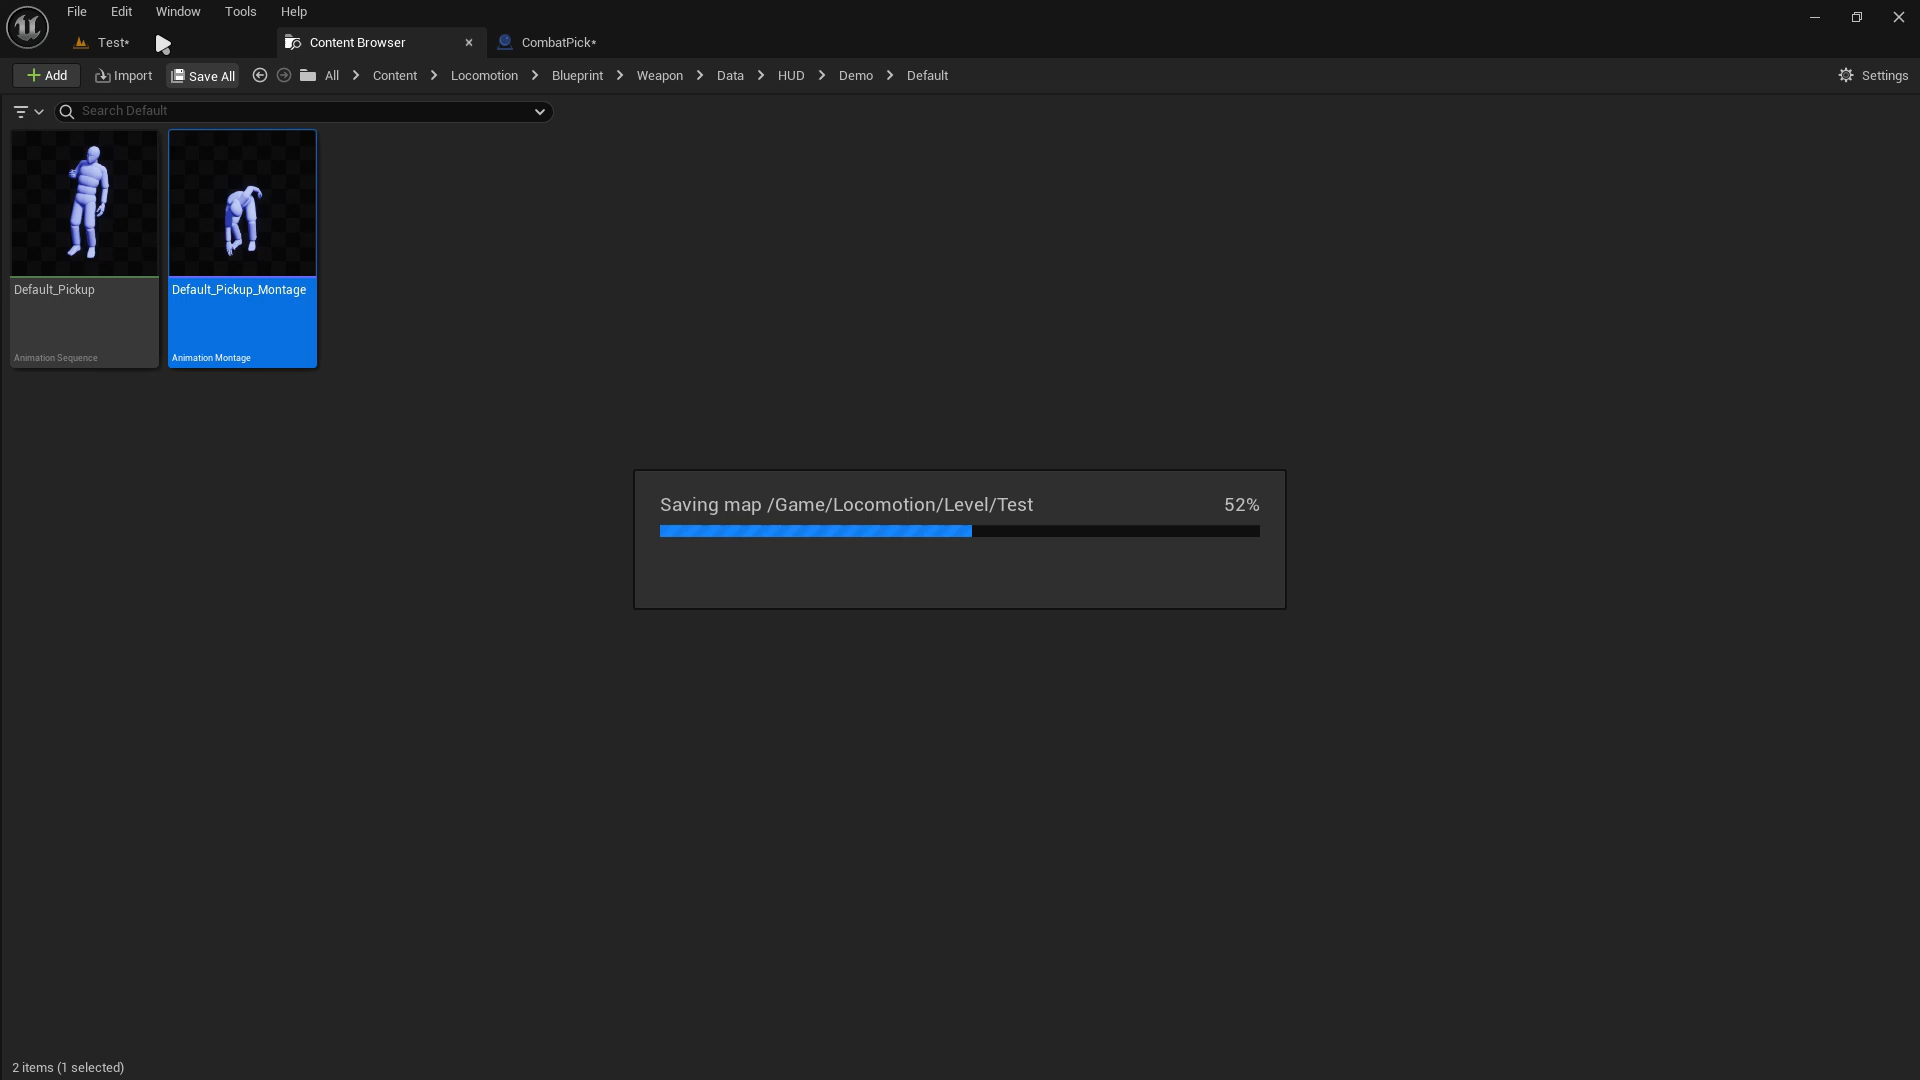 File Edit Window Tools Help
Test* Content Browser CombatPick*
Add Import Save All All Content Locomotion Blueprint Weapon Data HUD Demo Default Settings
Search Default
Default_Pickup Default_Pickup_Montage
Animation Sequence Animation Montage
Saving map /Game/Locomotion/Level/Test 52%
2 items (1 selected)